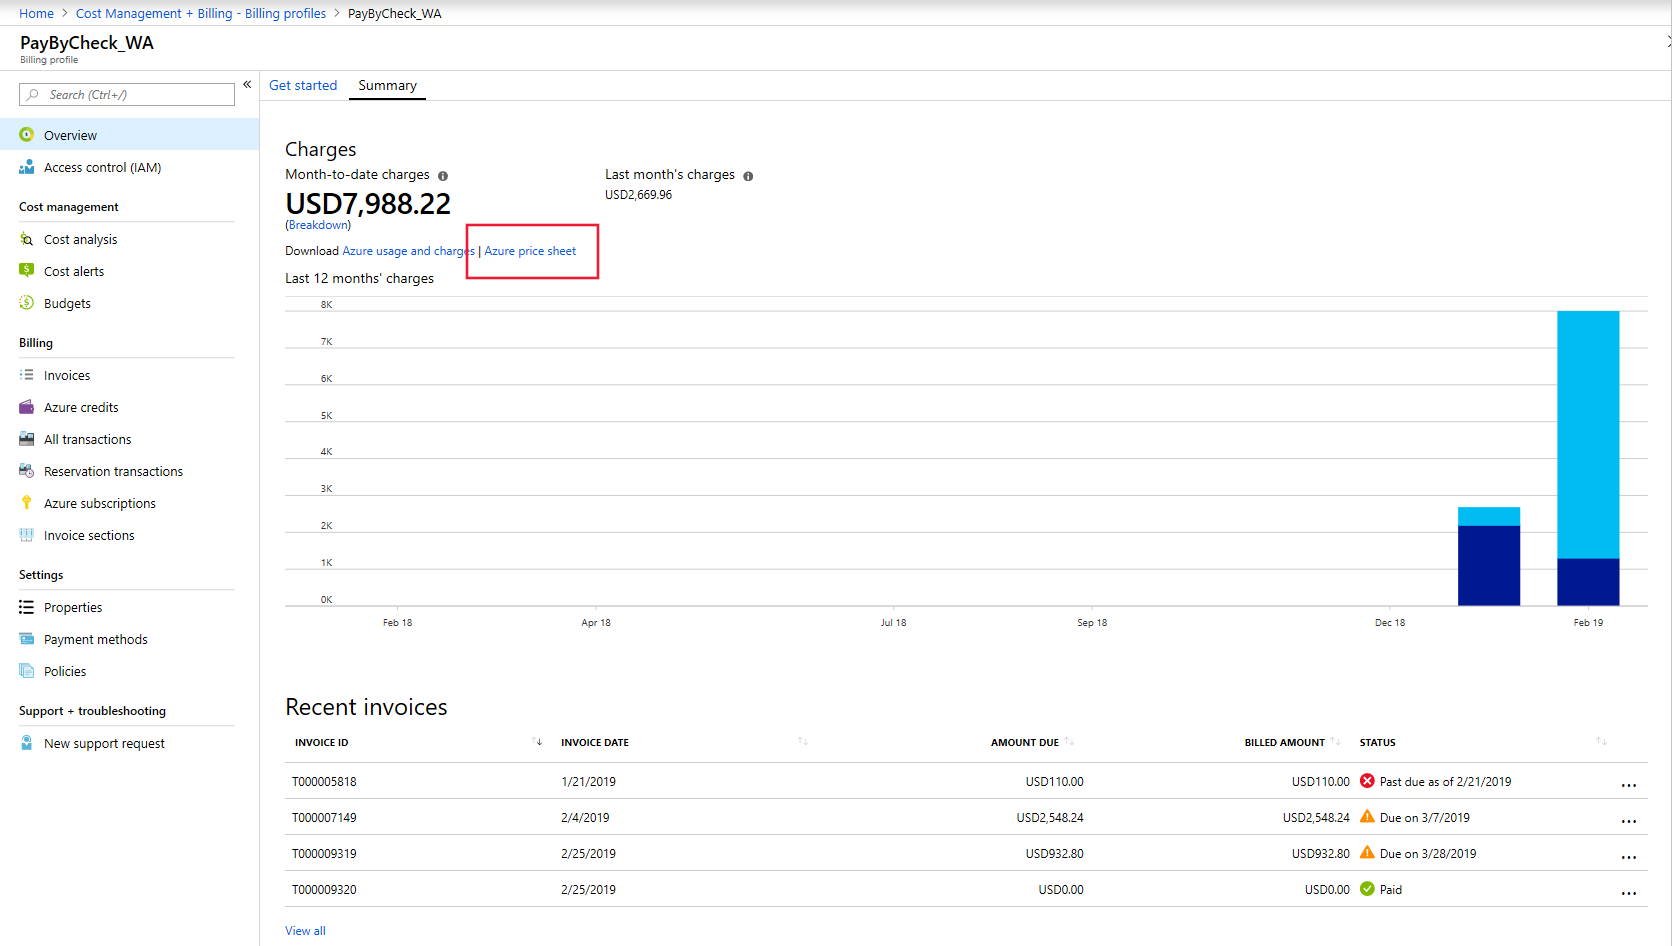 Home > Cost Management + Billing - Billing profiles > PayByCheck_WA
PayByCheck_WA
Billing profile
Search (Ctrl+/)
«
Overview
Access control (IAM)
Cost management
Cost analysis
Cost alerts
Budgets
Billing
Invoices
Azure credits
All transactions
Reservation transactions
Azure subscriptions
Invoice sections
Settings
Properties
Payment methods
Policies
Support + troubleshooting
New support request
Get started Summary
Charges
Month-to-date charges Last month's charges
USD7,988.22 USD2,669.96
(Breakdown)
Download Azure usage and charges | Azure price sheet
Last 12 months' charges
8K
7K
6K
5K
4K
3K
2K
1K
0K
Feb 18 Apr 18 Jul 18 Sep 18 Dec 18 Feb 19
Recent invoices
INVOICE ID INVOICE DATE AMOUNT DUE BILLED AMOUNT STATUS
T000005818 1/21/2019 USD110.00 USD110.00 Past due as of 2/21/2019 ...
T000007149 2/4/2019 USD2,548.24 USD2,548.24 Due on 3/7/2019 ...
T000009319 2/25/2019 USD932.80 USD932.80 Due on 3/28/2019 ...
T000009320 2/25/2019 USD0.00 USD0.00 Paid ...
View all